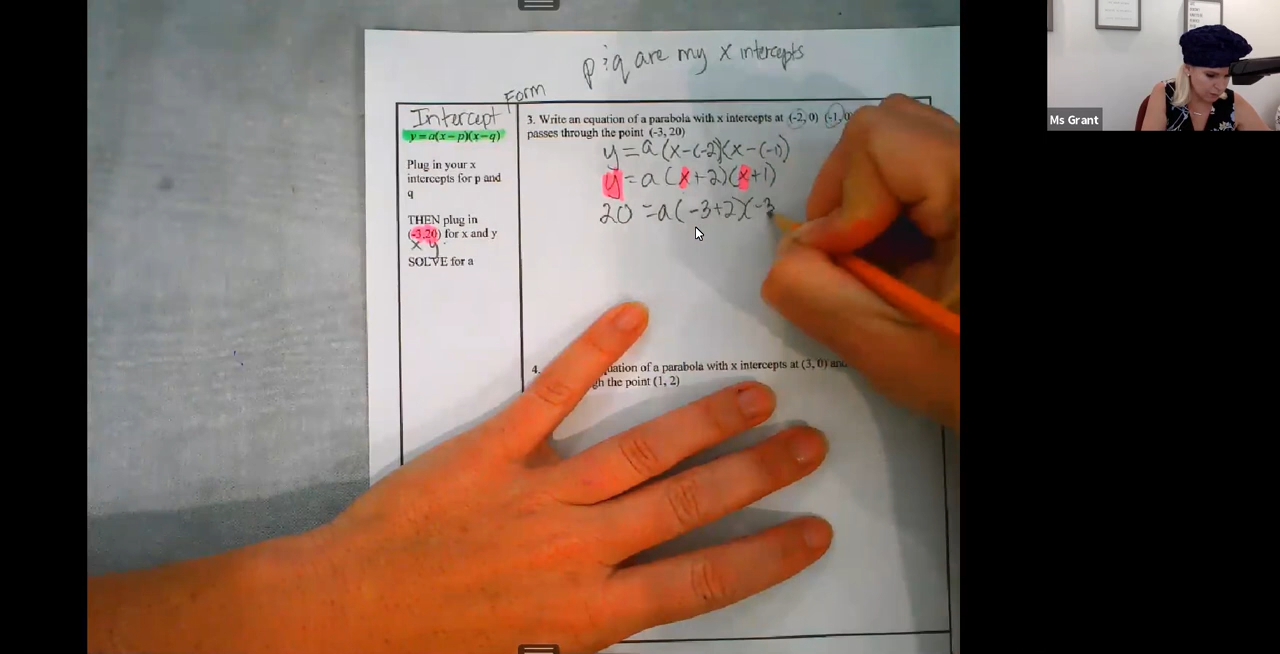 p ; q are my x intercepts
Intercept Form
y = a(x – p)(x – q)
Plug in your x
intercepts for p and
q
THEN plug in
(-3,20) for x and y
x y
SOLVE for a
3. Write an equation of a parabola with x intercepts at (-2, 0) (-1, 0)
passes through the point (-3, 20)
y = a (x-(-2)(x-(-1))
y = a (x+2)(x+1)
20 = a(-3+2)(-3
4. uation of a parabola with x intercepts at (3, 0) and
gh the point (1, 2)
Ms Grant